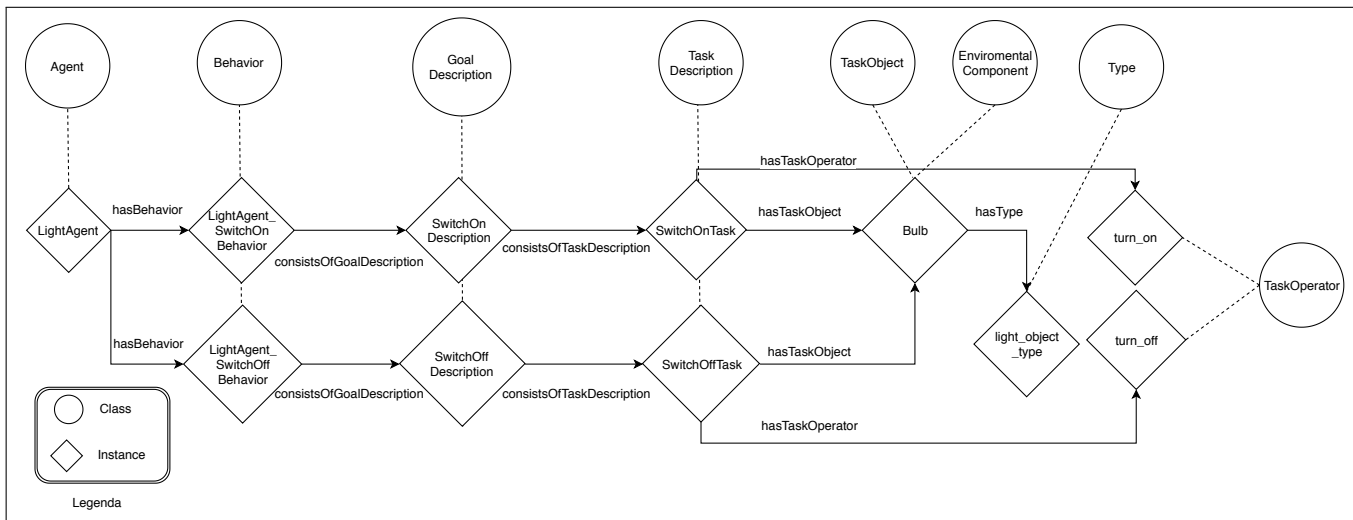 Agent
Behavior
Goal
Description
Task
Description
TaskObject
Enviromental
Component
Type
hasTaskOperator
LightAgent
hasBehavior
LightAgent_
SwitchOn
Behavior
consistsOfGoalDescription
SwitchOn
Description
consistsOfTaskDescription
SwitchOnTask
hasTaskObject
Bulb
hasType
turn_on
TaskOperator
hasBehavior
LightAgent_
SwitchOff
Behavior
consistsOfGoalDescription
SwitchOff
Description
consistsOfTaskDescription
SwitchOffTask
hasTaskObject
light_object
_type
turn_off
hasTaskOperator
Class
Instance
Legenda